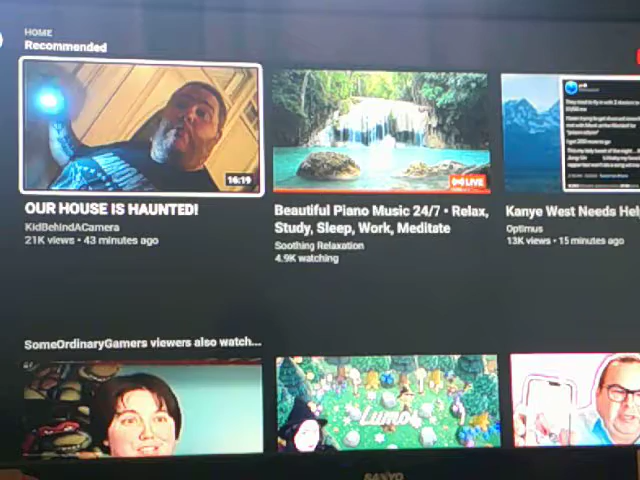 HOME
Recommended
16:19
LIVE
OUR HOUSE IS HAUNTED!
KidBehindACamera
21K views • 43 minutes ago
Beautiful Piano Music 24/7 • Relax,
Study, Sleep, Work, Meditate
Soothing Relaxation
4.9K watching
Kanye West Needs Hel
Optimus
13K views • 15 minutes ago
SomeOrdinaryGamers viewers also watch...
Lumo
SANYO